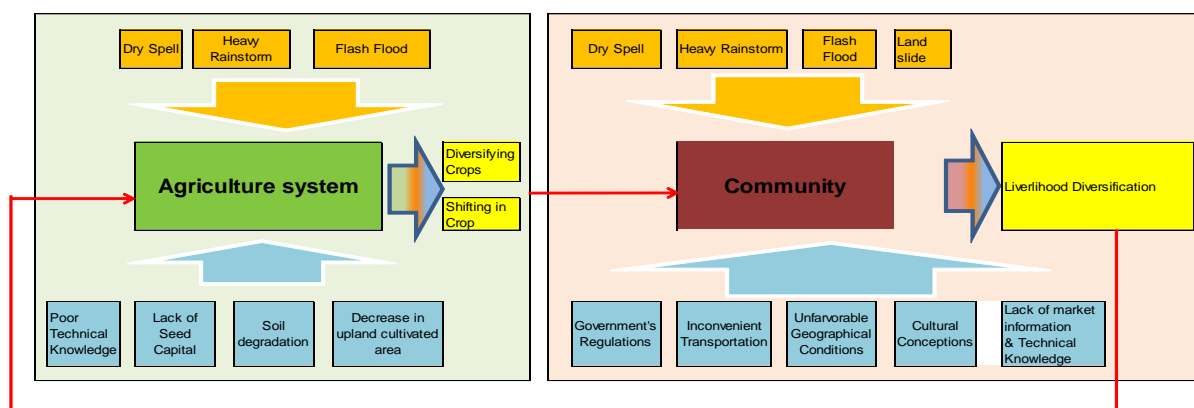 Dry Spell
Heavy
Rainstorm
Flash Flood
Agriculture system
Diversifying
Crops
Shifting in
Crop
Poor
Technical
Knowledge
Lack of
Seed
Capital
Soil
degradation
Decrease in
upland cultivated
area
Dry Spell
Heavy Rainstorm
Flash
Flood
Land
slide
Community
Liverlihood Diversification
Government's
Regulations
Inconvenient
Transportation
Unfarvorable
Geographical
Conditions
Cultural
Conceptions
Lack of market
information
& Technical
Knowledge